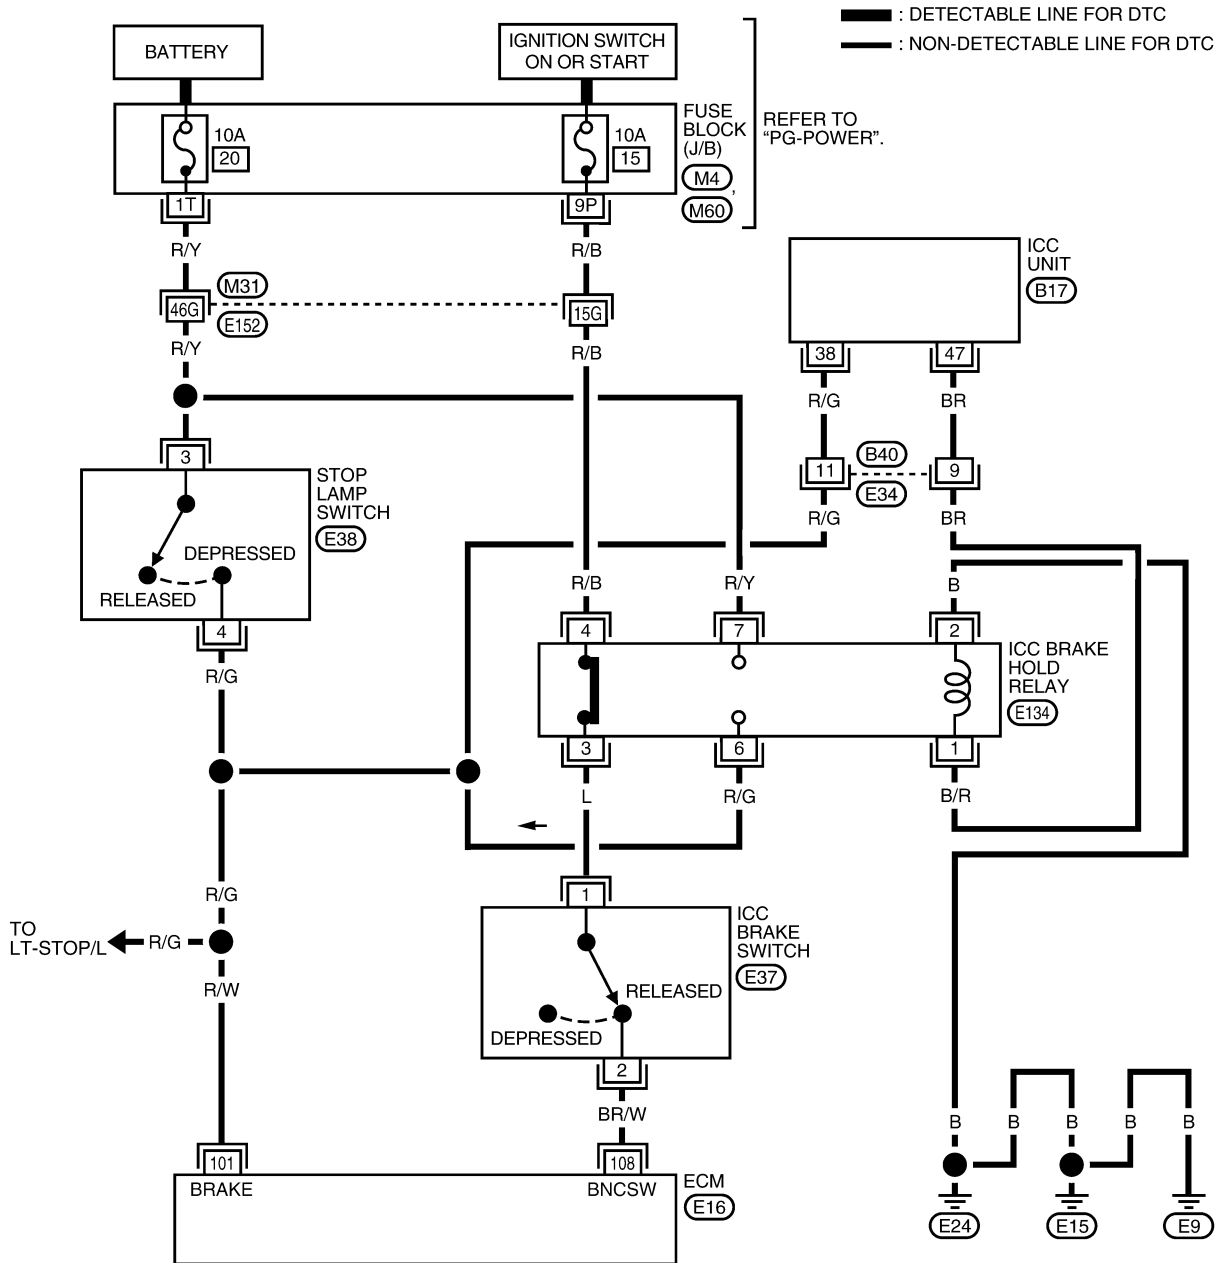 : DETECTABLE LINE FOR DTC
: NON-DETECTABLE LINE FOR DTC
BATTERY
IGNITION SWITCH
ON OR START
10A
20
10A
15
FUSE
BLOCK
(J/B)
M4
,
M60
REFER TO
“PG-POWER”.
1T
9P
R/Y
R/B
M31
46G
E152
15G
R/Y
R/B
ICC
UNIT
B17
38
47
R/G
BR
11
B40
E34
9
R/G
BR
3
STOP
LAMP
SWITCH
E38
DEPRESSED
RELEASED
4
R/G
R/B
R/Y
B
4
7
2
ICC BRAKE
HOLD
RELAY
E134
3
6
1
L
R/G
B/R
R/G
TO
LT-STOP/L
R/G
R/W
1
ICC
BRAKE
SWITCH
E37
RELEASED
DEPRESSED
2
BR/W
101
108
BRAKE
BNCSW
ECM
E16
B
B
B
B
B
E24
E15
E9